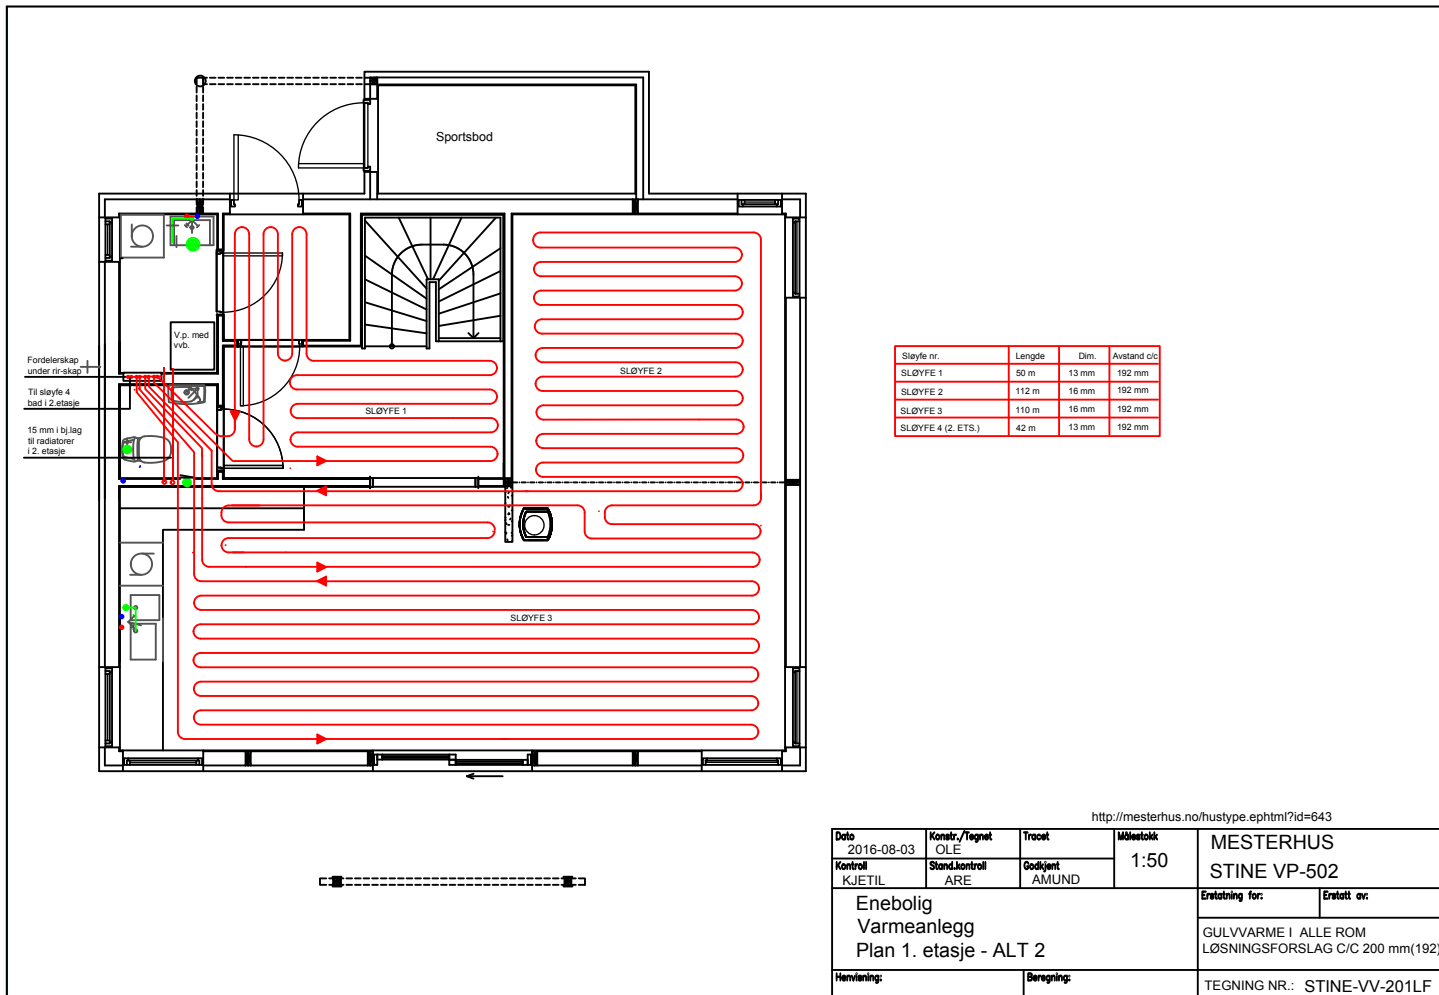 Sportsbod
V.p. med
vvb.
Fordelerskap
under rir-skap
Til sløyfe 4
bad i 2.etasje
15 mm i bj.lag
til radiatorer
i 2. etasje
SLØYFE 1
SLØYFE 2
SLØYFE 3
Sløyfe nr. Lengde Dim. Avstand c/c
SLØYFE 1 50 m 13 mm 192 mm
SLØYFE 2 112 m 16 mm 192 mm
SLØYFE 3 110 m 16 mm 192 mm
SLØYFE 4 (2. ETS.) 42 m 13 mm 192 mm
http://mesterhus.no/hustype.ephtml?id=643
Dato Konstr./Tegnet Tracet Målestokk
2016-08-03 OLE 1:50
Kontroll Stand.kontroll Godkjent
KJETIL ARE AMUND
MESTERHUS
STINE VP-502
Enebolig
Varmeanlegg
Plan 1. etasje - ALT 2
Erstatning for: Erstatt av:
GULVVARME I ALLE ROM
LØSNINGSFORSLAG C/C 200 mm(192)
Henvisning: Beregning:
TEGNING NR.: STINE-VV-201LF